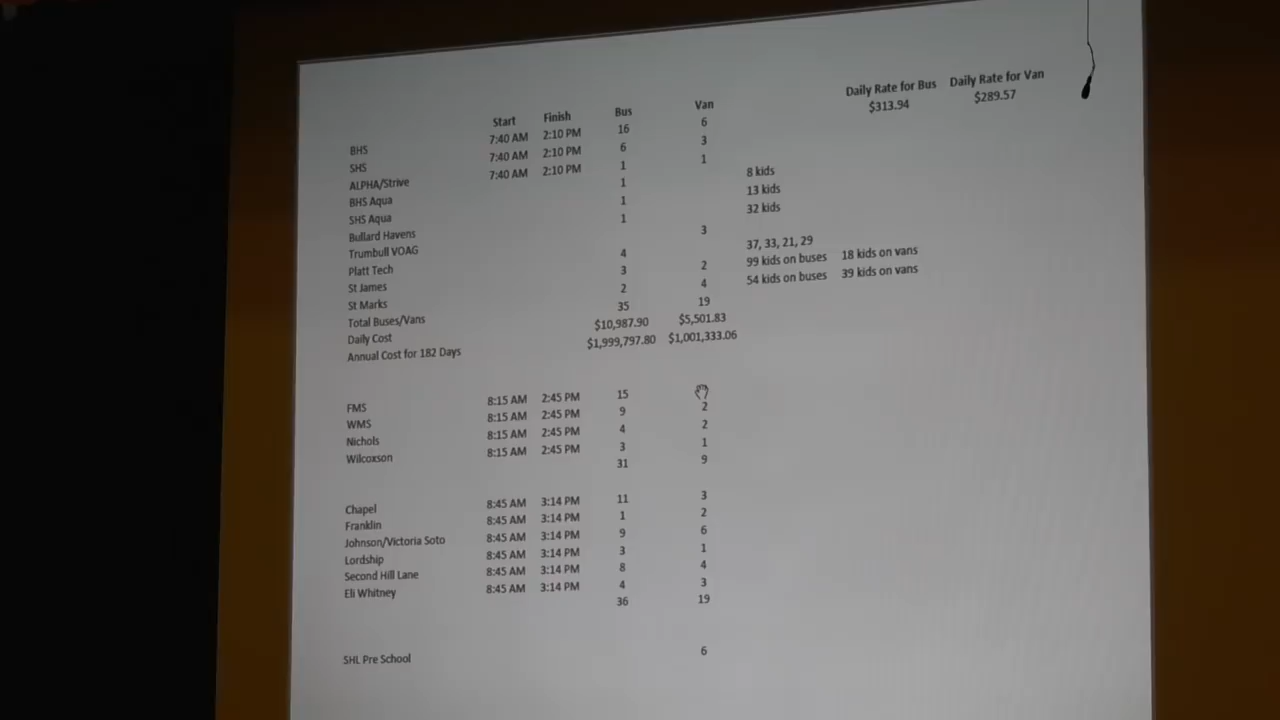 Daily Rate for Bus Daily Rate for Van
$313.94 $289.57
Start Finish Bus Van
BHS 7:40 AM 2:10 PM 16 6
SHS 7:40 AM 2:10 PM 6 3
ALPHA/Strive 7:40 AM 2:10 PM 1 1
BHS Aqua 1 8 kids
SHS Aqua 1 13 kids
Bullard Havens 1 32 kids
Trumbull VOAG 3
Platt Tech 4 37, 33, 21, 29
St James 3 2 99 kids on buses 18 kids on vans
St Marks 2 4 54 kids on buses 39 kids on vans
Total Buses/Vans 35 19
Daily Cost $10,987.90 $5,501.83
Annual Cost for 182 Days $1,999,797.80 $1,001,333.06
FMS 8:15 AM 2:45 PM 15
WMS 8:15 AM 2:45 PM 9 2
Nichols 8:15 AM 2:45 PM 4 2
Wilcoxson 8:15 AM 2:45 PM 3 1
31 9
Chapel 8:45 AM 3:14 PM 11 3
Franklin 8:45 AM 3:14 PM 1 2
Johnson/Victoria Soto 8:45 AM 3:14 PM 9 6
Lordship 8:45 AM 3:14 PM 3 1
Second Hill Lane 8:45 AM 3:14 PM 8 4
Eli Whitney 8:45 AM 3:14 PM 4 3
36 19
SHL Pre School 6